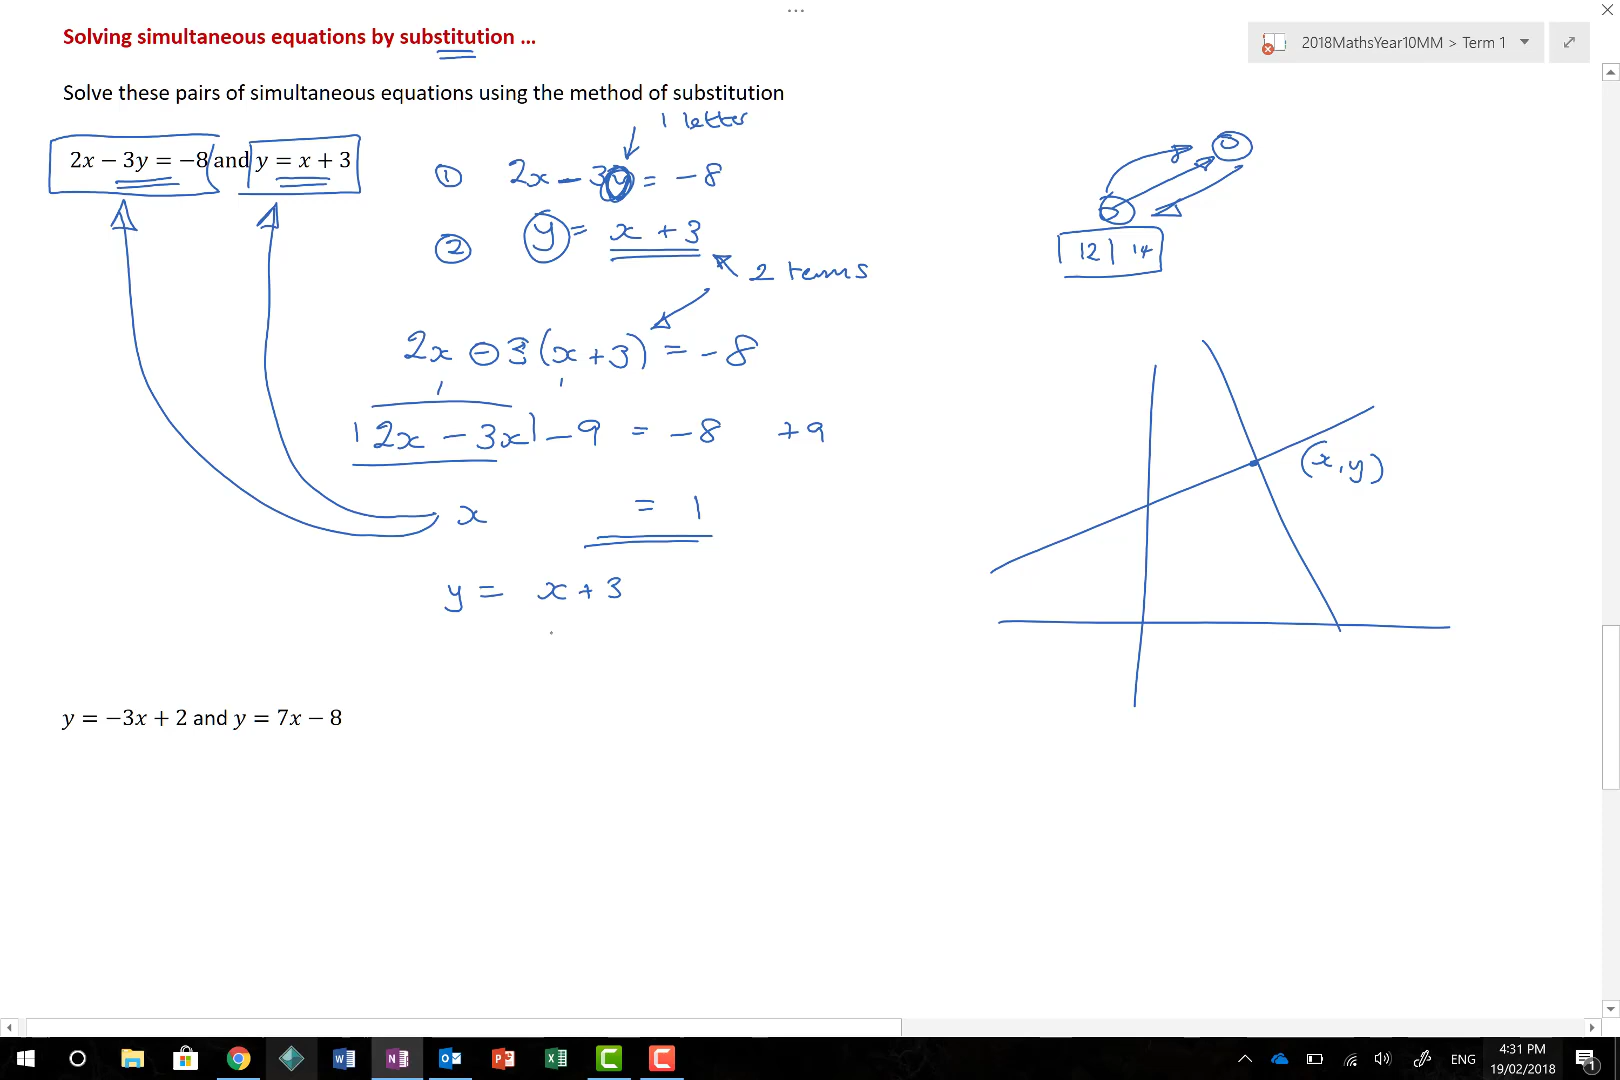 Solving simultaneous equations by substitution ...
2018MathsYear10MM > Term 1
Solve these pairs of simultaneous equations using the method of substitution
1 letter
2x − 3y = −8 and y = x + 3
① 2x − 3y = −8
② y = x + 3
2 terms
12 | 14
2x − 3(x + 3) = −8
2x − 3x − 9 = −8 +9
(x, y)
x = 1
y = x + 3
y = −3x + 2 and y = 7x − 8
ENG
4:31 PM
19/02/2018
1